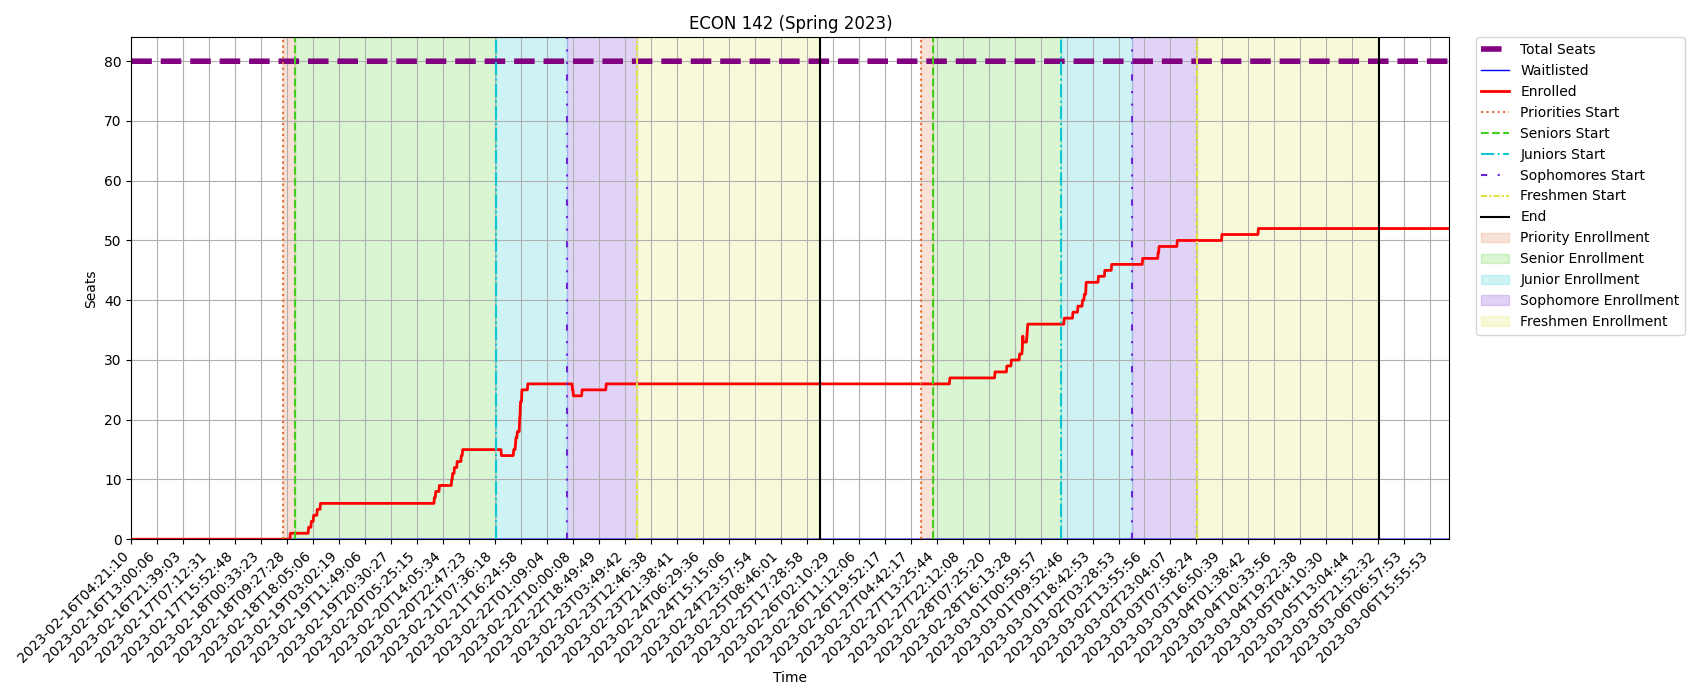 ECON 142 (Spring 2023)
80
70
60
50
40
30
20
10
0
Seats
2023-02-16T04:21:10
2023-02-16T13:00:06
2023-02-16T21:39:03
2023-02-17T07:12:31
2023-02-17T15:52:48
2023-02-18T00:33:23
2023-02-18T09:27:28
2023-02-18T18:05:06
2023-02-19T03:02:19
2023-02-19T11:49:06
2023-02-19T20:30:27
2023-02-20T05:25:15
2023-02-20T14:05:34
2023-02-20T22:47:23
2023-02-21T07:36:18
2023-02-21T16:24:58
2023-02-22T01:09:04
2023-02-22T10:00:08
2023-02-22T18:49:49
2023-02-23T03:49:42
2023-02-23T12:46:38
2023-02-23T21:38:41
2023-02-24T06:29:36
2023-02-24T15:15:06
2023-02-24T23:57:54
2023-02-25T08:46:01
2023-02-25T17:28:58
2023-02-26T02:10:29
2023-02-26T11:12:06
2023-02-26T19:52:17
2023-02-27T04:42:17
2023-02-27T13:25:44
2023-02-27T22:12:08
2023-02-28T07:25:20
2023-02-28T16:13:28
2023-03-01T00:59:57
2023-03-01T09:52:46
2023-03-01T18:42:53
2023-03-02T03:28:53
2023-03-02T13:55:56
2023-03-02T23:04:07
2023-03-03T07:58:24
2023-03-03T16:50:39
2023-03-04T01:38:42
2023-03-04T10:33:56
2023-03-04T19:22:38
2023-03-05T04:10:30
2023-03-05T13:04:44
2023-03-05T21:52:32
2023-03-06T06:57:53
2023-03-06T15:55:53
Time
Total Seats
Waitlisted
Enrolled
Priorities Start
Seniors Start
Juniors Start
Sophomores Start
Freshmen Start
End
Priority Enrollment
Senior Enrollment
Junior Enrollment
Sophomore Enrollment
Freshmen Enrollment